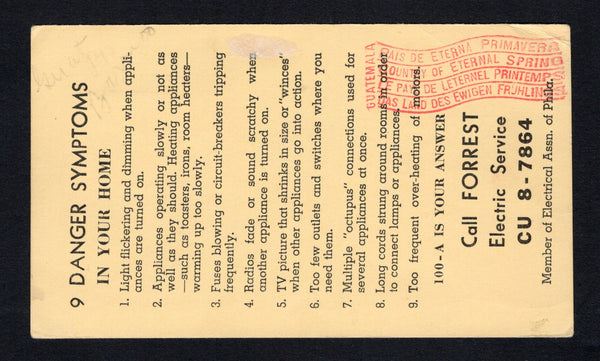 9 DANGER SYMPTOMS
IN YOUR HOME
1. Light flickering and dimming when appli-
ances are turned on.
2. Appliances operating slowly or not as
well as they should. Heating appliances
—such as toasters, irons, room heaters—
warming up too slowly.
3. Fuses blowing or circuit-breakers tripping
frequently.
4. Radios fade or sound scratchy when
another appliance is turned on.
5. TV picture that shrinks in size or "winces"
when other appliances go into action.
6. Too few outlets and switches where you
need them.
7. Multiple "octupus" connections used for
several appliances at once.
8. Long cords strung around rooms in order
to connect lamps or appliances.
9. Too frequent over-heating of motors.
100-A IS YOUR ANSWER
Call FORREST
Electric Service
CU 8-7864
Member of Electrical Assn. of Phila.
GUATEMALA
PAIS DE ETERNA PRIMAVERA
COUNTRY OF ETERNAL SPRING
LE PAYS DE LETERNEL PRINTEMPS
DAS LAND DES EWIGEN FRUHLINGS